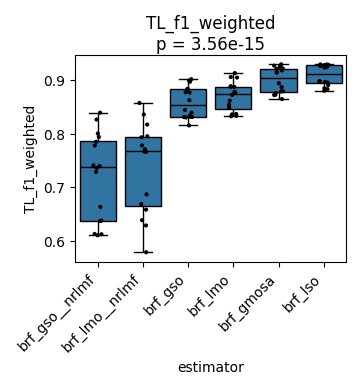 TL_f1_weighted
p = 3.56e-15
TL_f1_weighted
0.9
0.8
0.7
0.6
brf_gso__nrlmf
brf_lmo__nrlmf
brf_gso
brf_lmo
brf_gmosa
brf_lso
estimator